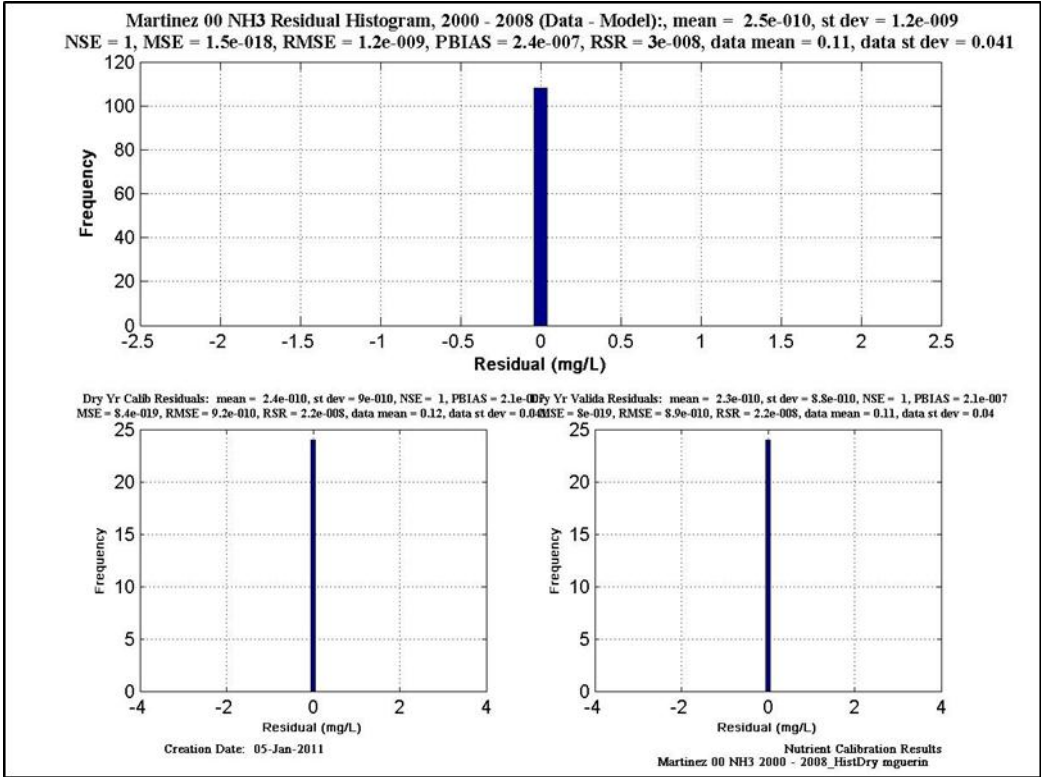 Martinez 00 NH3 Residual Histogram, 2000 - 2008 (Data - Model):, mean = 2.5e-010, st dev = 1.2e-009
NSE = 1, MSE = 1.5e-018, RMSE = 1.2e-009, PBIAS = 2.4e-007, RSR = 3e-008, data mean = 0.11, data st dev = 0.041
120
100
80
60
40
20
0
Frequency
-2.5 -2 -1.5 -1 -0.5 0 0.5 1 1.5 2 2.5
Residual (mg/L)
Dry Yr Calib Residuals: mean = 2.4e-010, st dev = 9e-010, NSE = 1, PBIAS =
MSE = 8.4e-019, RMSE = 9.2e-010, RSR = 2.2e-008, data mean = 0.12, data st dev =
25
20
15
10
5
0
Frequency
-4 -2 0 2 4
Residual (mg/L)
Yr Valida Residuals: mean = 2.3e-010, st dev = 8.8e-010, NSE = 1, PBIAS = 2.1e-007
= 8e-019, RMSE = 8.9e-010, RSR = 2.2e-008, data mean = 0.11, data st dev = 0.04
25
20
15
10
5
0
Frequency
-4 -2 0 2 4
Residual (mg/L)
Creation Date: 05-Jan-2011
Nutrient Calibration Results
Martinez 00 NH3 2000 - 2008_HistDry mguerin